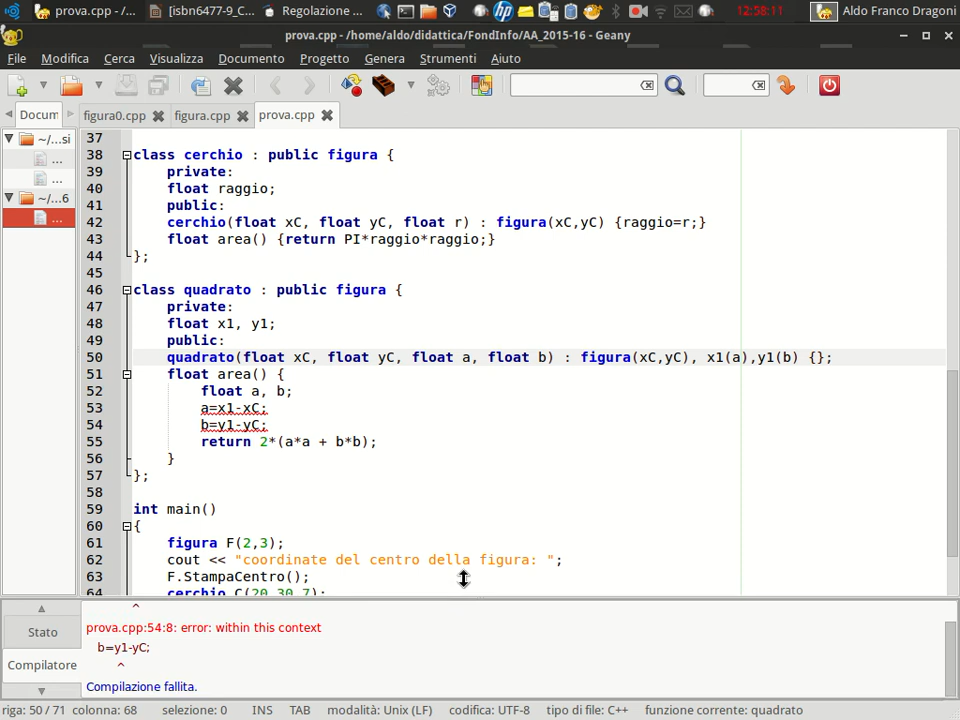 prova.cpp - /...
[isbn6477-9_C...
Regolazione ...
12:58:11
Aldo Franco Dragoni
prova.cpp - /home/aldo/didattica/FondInfo/AA_2015-16 - Geany
File Modifica Cerca Visualizza Documento Progetto Genera Strumenti Aiuto
Docum figura0.cpp figura.cpp prova.cpp
~/...si
...
...
~/...6
...
37
38 class cerchio : public figura {
39 private:
40 float raggio;
41 public:
42 cerchio(float xC, float yC, float r) : figura(xC,yC) {raggio=r;}
43 float area() {return PI*raggio*raggio;}
44 };
45
46 class quadrato : public figura {
47 private:
48 float x1, y1;
49 public:
50 quadrato(float xC, float yC, float a, float b) : figura(xC,yC), x1(a),y1(b) {};
51 float area() {
52 float a, b;
53 a=x1-xC;
54 b=y1-yC;
55 return 2*(a*a + b*b);
56 }
57 };
58
59 int main()
60 {
61 figura F(2,3);
62 cout << "coordinate del centro della figura: ";
63 F.StampaCentro();
64 cerchio C(20,30,7);
Stato
Compilatore
^
prova.cpp:54:8: error: within this context
b=y1-yC;
^
Compilazione fallita.
riga: 50 / 71 colonna: 68 selezione: 0 INS TAB modalità: Unix (LF) codifica: UTF-8 tipo di file: C++ funzione corrente: quadrato